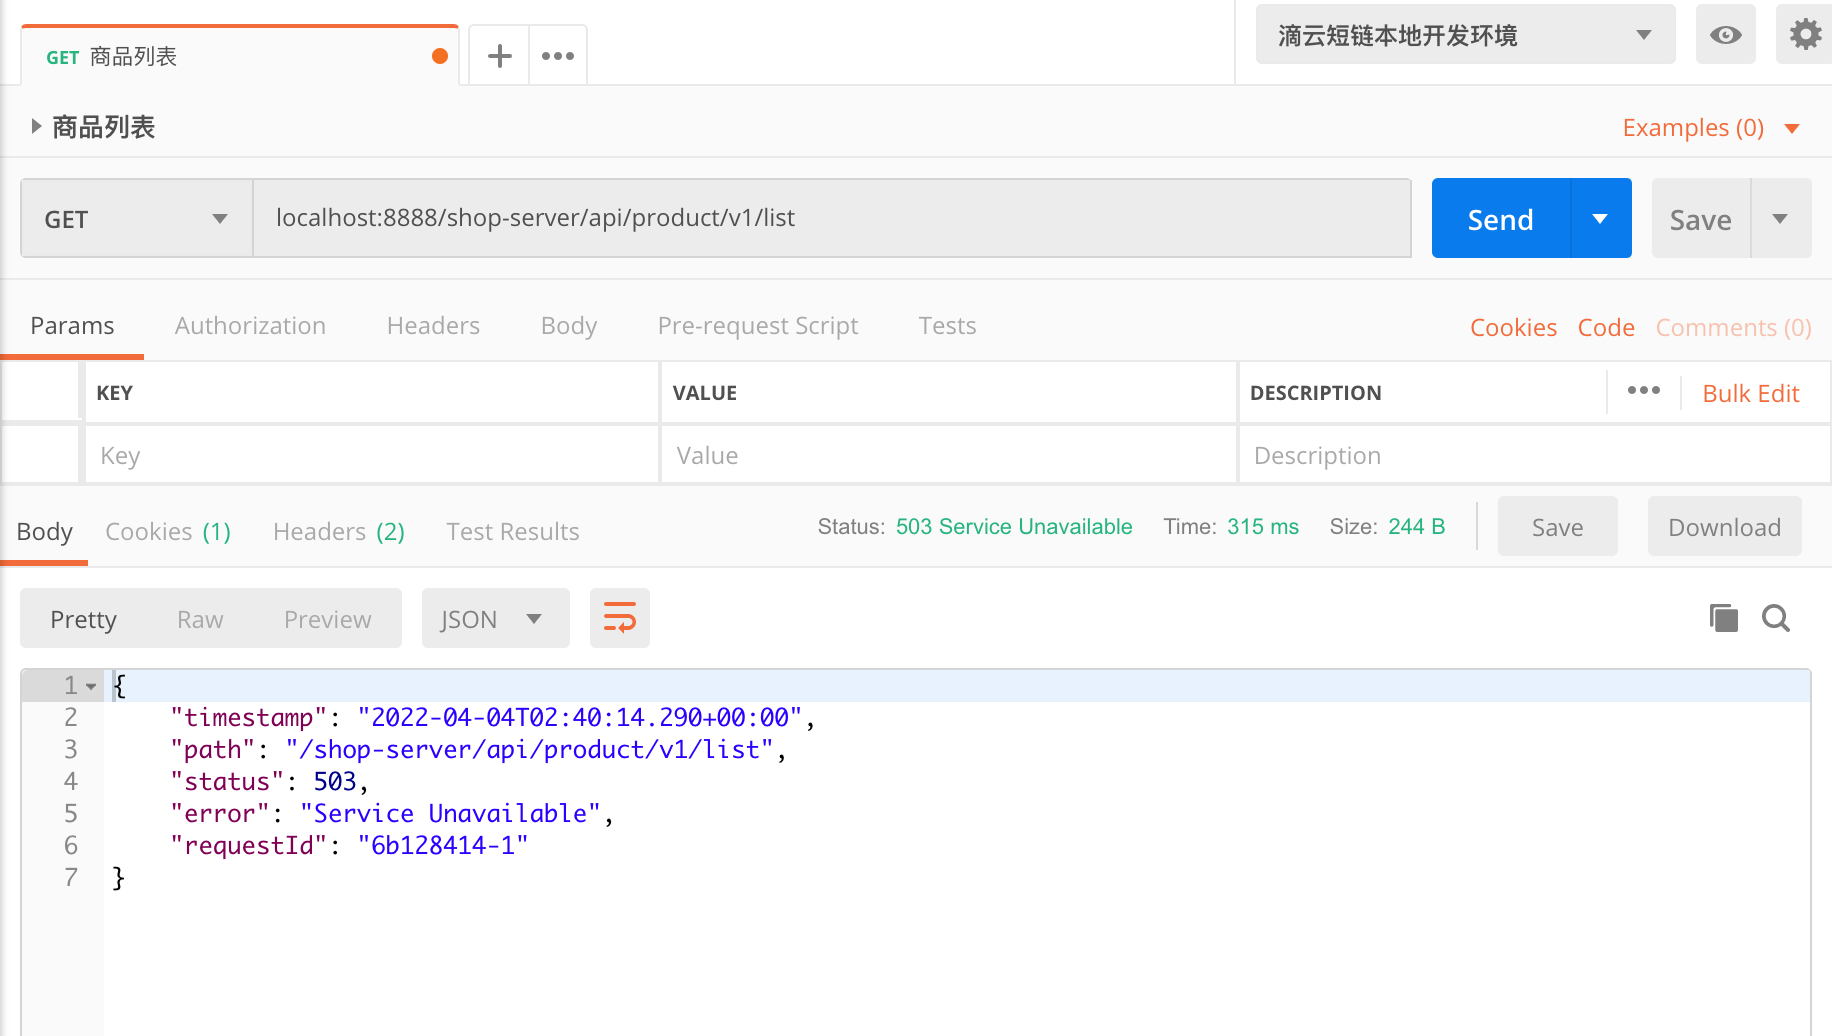 GET 商品列表
滴云短链本地开发环境
商品列表
Examples (0)
GET localhost:8888/shop-server/api/product/v1/list Send Save
Params Authorization Headers Body Pre-request Script Tests Cookies Code Comments (0)
KEY VALUE DESCRIPTION Bulk Edit
Key Value Description
Body Cookies (1) Headers (2) Test Results Status: 503 Service Unavailable Time: 315 ms Size: 244 B Save Download
Pretty Raw Preview JSON
1 {
2 "timestamp": "2022-04-04T02:40:14.290+00:00",
3 "path": "/shop-server/api/product/v1/list",
4 "status": 503,
5 "error": "Service Unavailable",
6 "requestId": "6b128414-1"
7 }